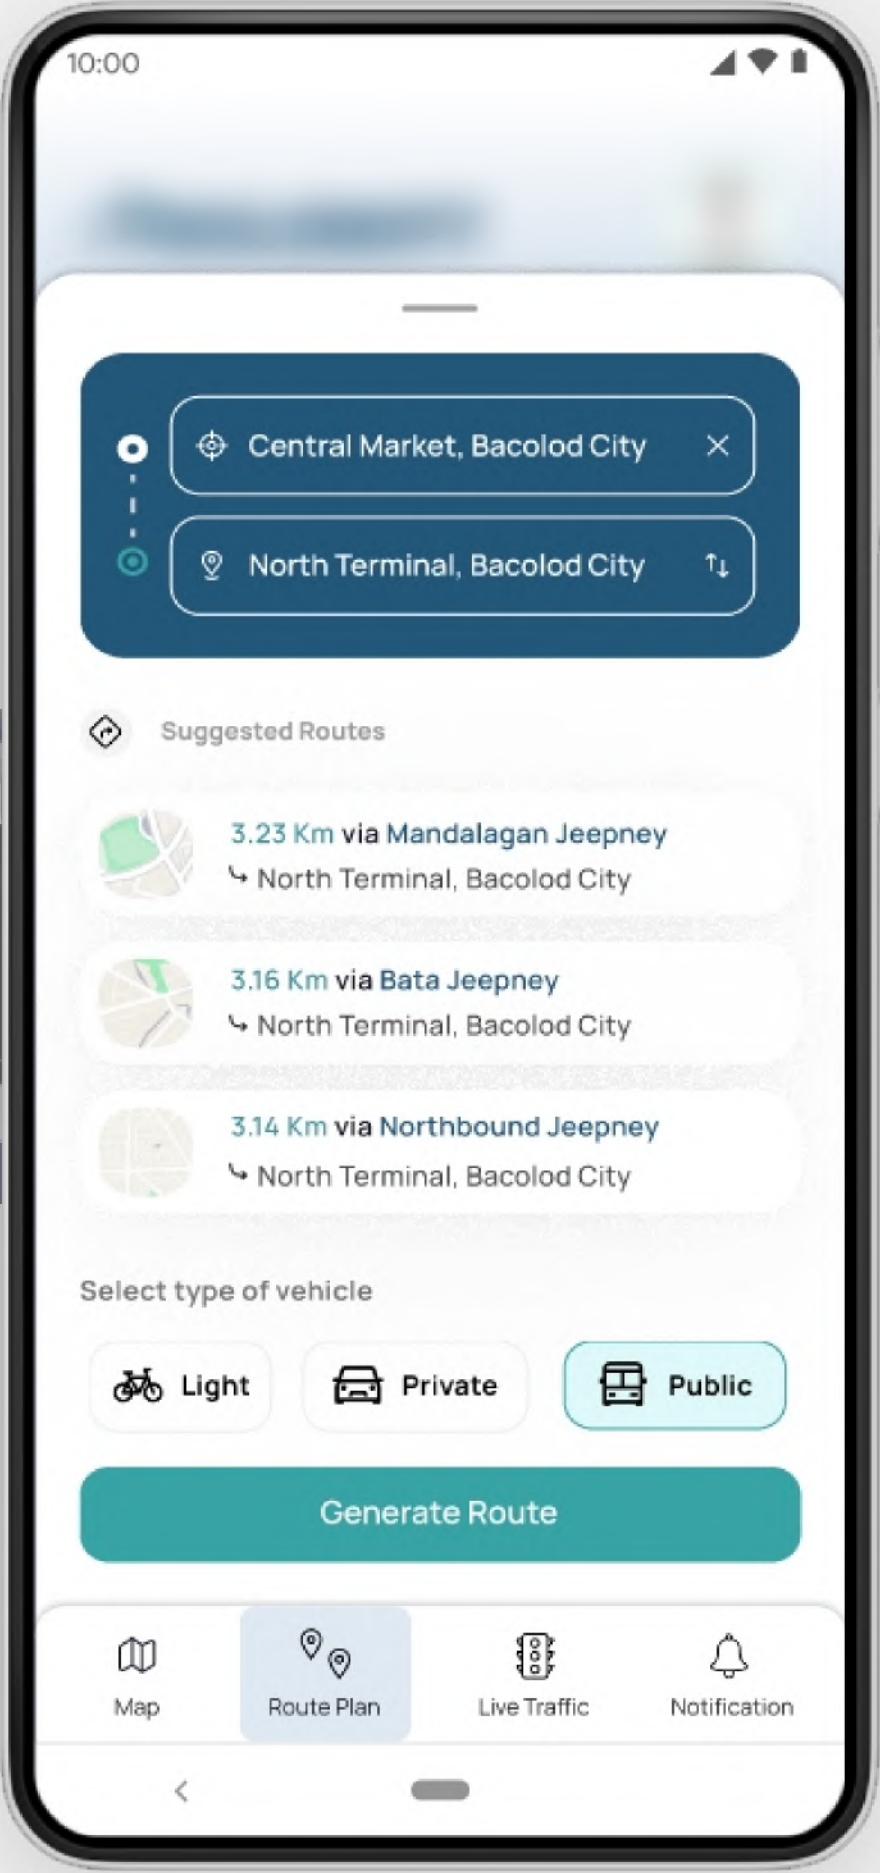 10:00
Central Market, Bacolod City
North Terminal, Bacolod City
Suggested Routes
3.23 Km via Mandalagan Jeepney
North Terminal, Bacolod City
3.16 Km via Bata Jeepney
North Terminal, Bacolod City
3.14 Km via Northbound Jeepney
North Terminal, Bacolod City
Select type of vehicle
Light
Private
Public
Generate Route
Map
Route Plan
Live Traffic
Notification